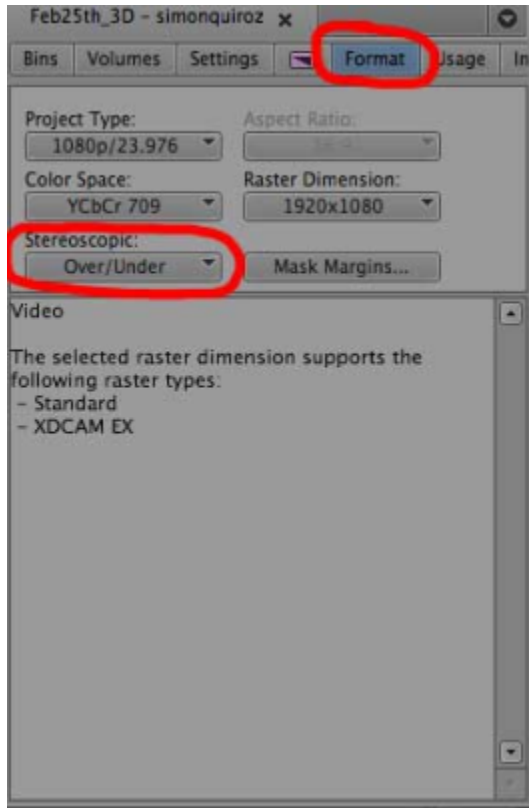 Feb25th_3D – simonquiroz x
Bins Volumes Settings Format Usage In
Project Type: Aspect Ratio:
1080p/23.976
Color Space: Raster Dimension:
YCbCr 709 1920x1080
Stereoscopic:
Over/Under Mask Margins...
Video
The selected raster dimension supports the
following raster types:
– Standard
– XDCAM EX